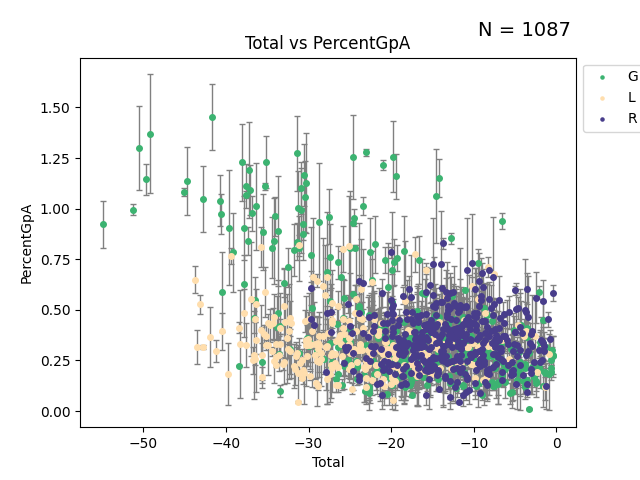 N = 1087
Total vs PercentGpA
G
L
R
PercentGpA
1.50
1.25
1.00
0.75
0.50
0.25
0.00
−50
−40
−30
−20
−10
0
Total